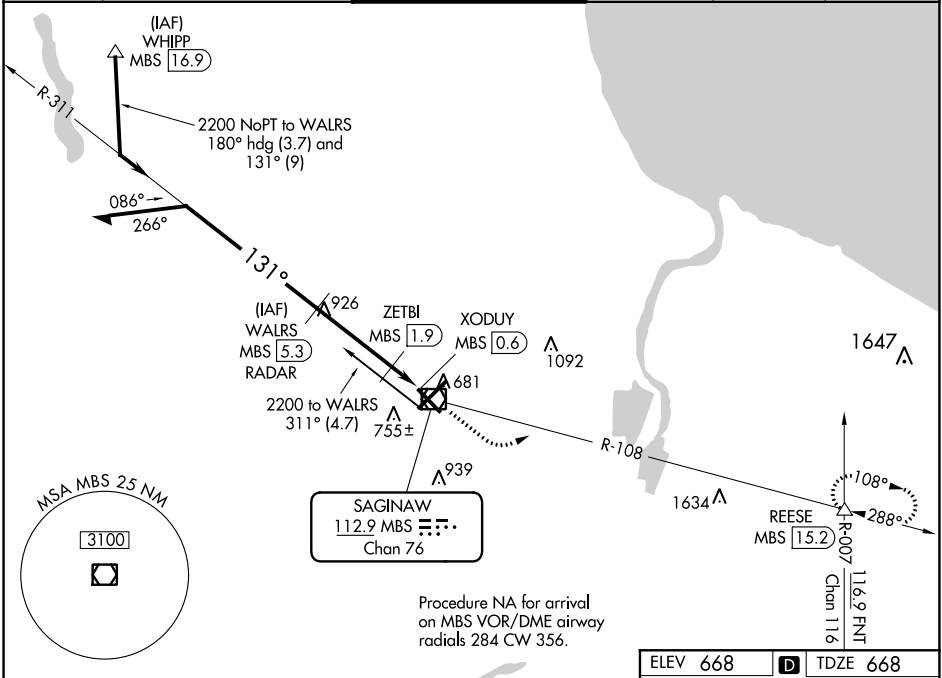 (IAF)
WHIPP
MBS 16.9
R-311
2200 NoPT to WALRS
180° hdg (3.7) and
131° (9)
086°
266°
131°
(IAF)
WALRS
MBS 5.3
RADAR
926
ZETBI
MBS 1.9
XODUY
MBS 0.6
1092
1647
681
2200 to WALRS
311° (4.7)
755±
R-108
939
1634
108°
288°
REESE
MBS 15.2
R-007
116.9 FNT
Chan 116
SAGINAW
112.9 MBS
Chan 76
MSA MBS 25 NM
3100
Procedure NA for arrival
on MBS VOR/DME airway
radials 284 CW 356.
ELEV 668 D TDZE 668